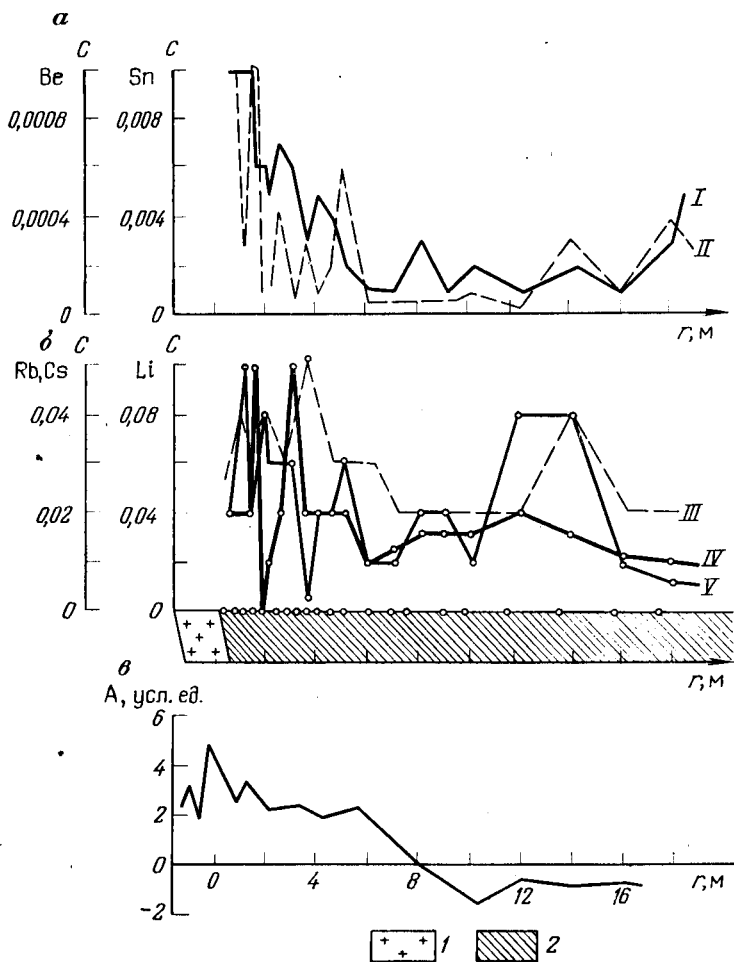 а
C C
Be Sn
0,0008 0,008
0,0004 0,004
0 0
I
II
r, м
б C C
Rb, Cs Li
0,04 0,08
0,02 0,04
0 0
III
IV
V
r, м
в
A, усл. ед.
6
4
2
0
-2
0 4 8 12 16 r, м
1 2